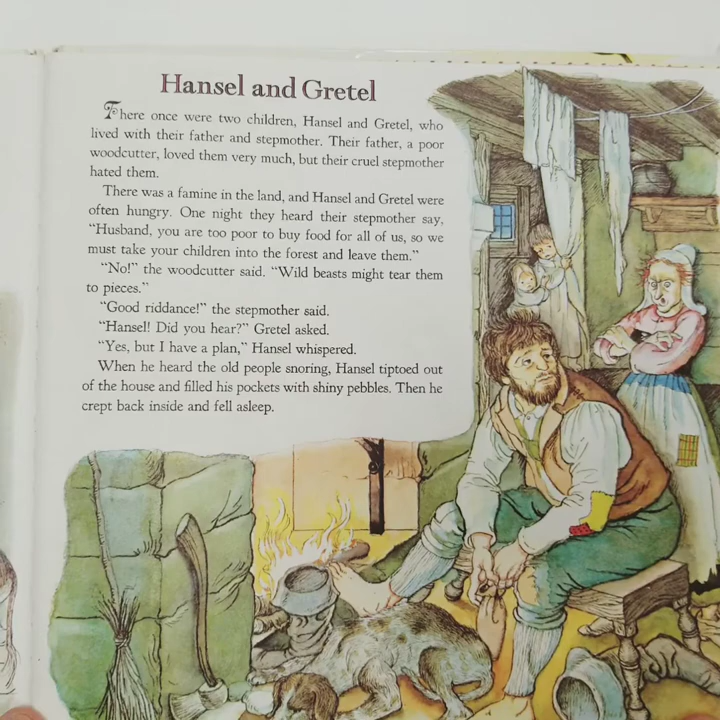 Hansel and Gretel
There once were two children, Hansel and Gretel, who
lived with their father and stepmother. Their father, a poor
woodcutter, loved them very much, but their cruel stepmother
hated them.
There was a famine in the land, and Hansel and Gretel were
often hungry. One night they heard their stepmother say,
“Husband, you are too poor to buy food for all of us, so we
must take your children into the forest and leave them.”
“No!” the woodcutter said. “Wild beasts might tear them
to pieces.”
“Good riddance!” the stepmother said.
“Hansel! Did you hear?” Gretel asked.
“Yes, but I have a plan,” Hansel whispered.
When he heard the old people snoring, Hansel tiptoed out
of the house and filled his pockets with shiny pebbles. Then he
crept back inside and fell asleep.